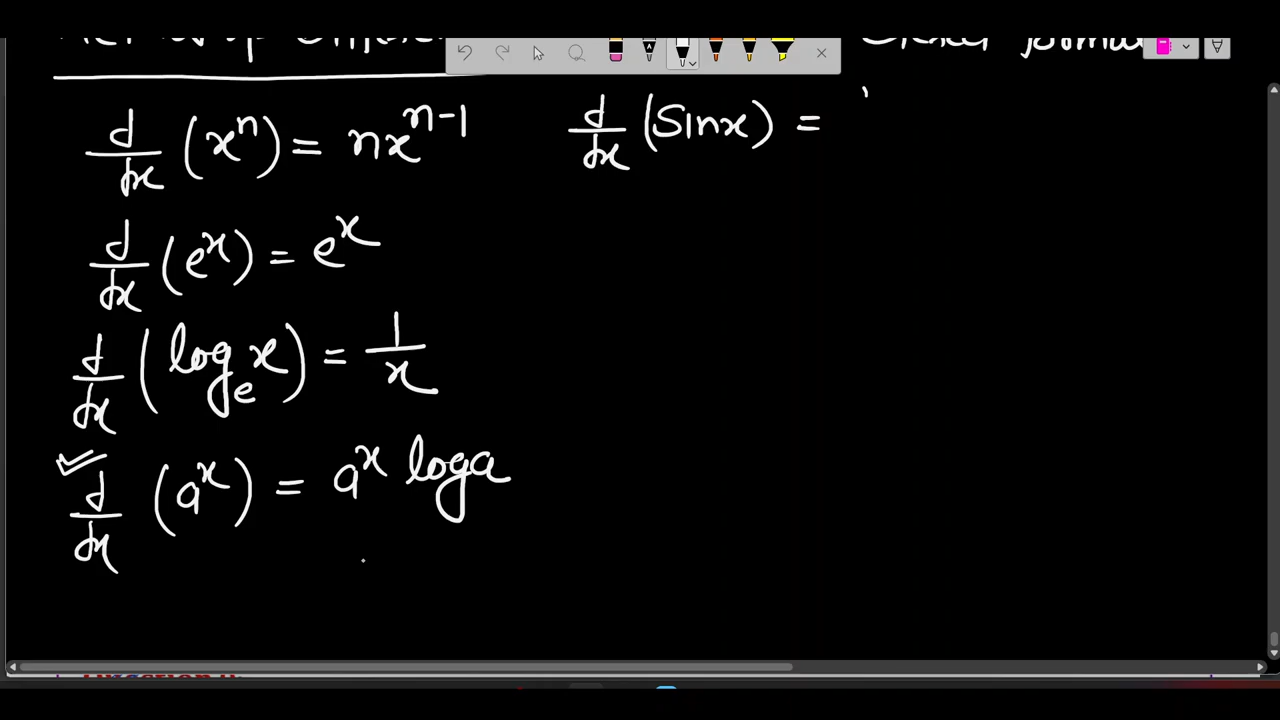 d/dx (xⁿ) = nxⁿ⁻¹
d/dx (eˣ) = eˣ
d/dx (logₑx) = 1/x
d/dx (aˣ) = aˣ loga
d/dx (Sinx) =